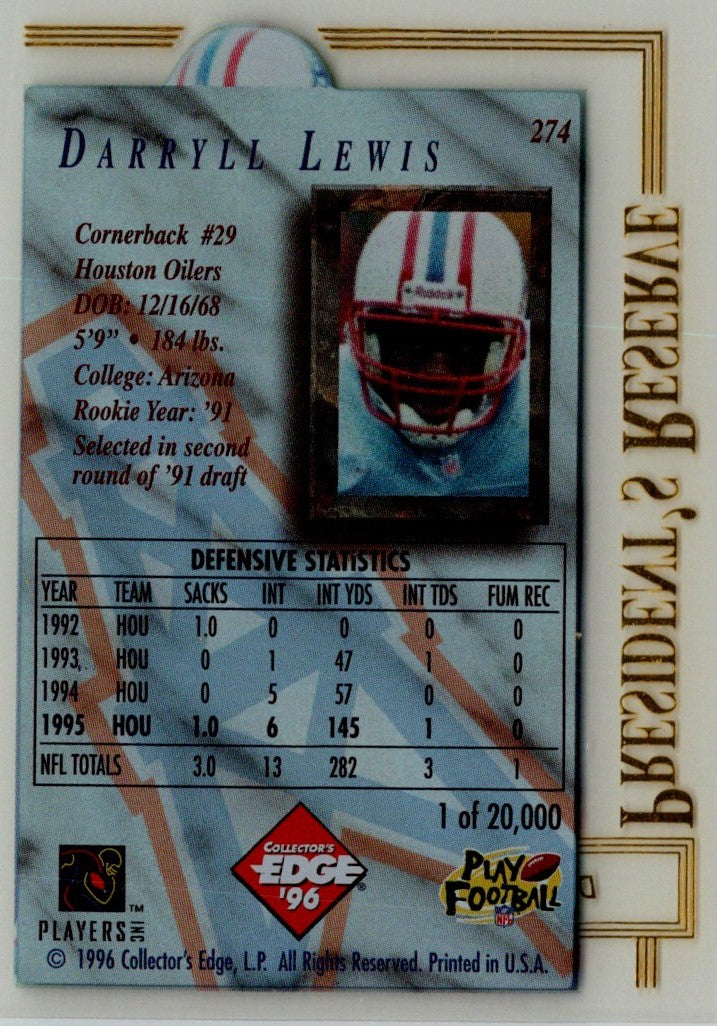 274
DARRYLL LEWIS
Cornerback #29
Houston Oilers
DOB: 12/16/68
5'9" • 184 lbs.
College: Arizona
Rookie Year: '91
Selected in second
round of '91 draft
Riddell
PRESIDENT'S RESERVE
DEFENSIVE STATISTICS
YEAR TEAM SACKS INT INT YDS INT TDS FUM REC
1992 HOU 1.0 0 0 0 0
1993 HOU 0 1 47 1 0
1994 HOU 0 5 57 0 0
1995 HOU 1.0 6 145 1 0
NFL TOTALS 3.0 13 282 3 1
1 of 20,000
COLLECTOR'S
EDGE
'96
®
PLAY
FOOTBALL
NFL
™
PLAYERS INC
© 1996 Collector's Edge, L.P. All Rights Reserved. Printed in U.S.A.